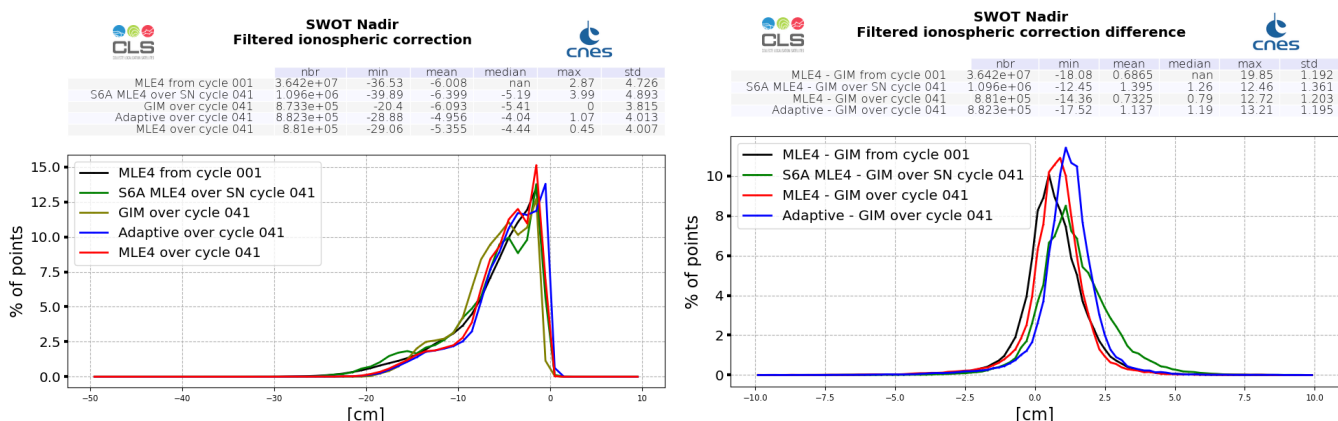 SWOT Nadir
Filtered ionospheric correction
CLS
cnes
nbr min mean median max std
MLE4 from cycle 001 3.642e+07 -36.53 -6.008 nan 2.87 4.726
S6A MLE4 over SN cycle 041 1.096e+06 -39.89 -6.399 -5.19 3.99 4.893
GIM over cycle 041 8.733e+05 -20.4 -6.093 -5.41 0 3.815
Adaptive over cycle 041 8.823e+05 -28.88 -4.956 -4.04 1.07 4.013
MLE4 over cycle 041 8.81e+05 -29.06 -5.355 -4.44 0.45 4.007
MLE4 from cycle 001
S6A MLE4 over SN cycle 041
GIM over cycle 041
Adaptive over cycle 041
MLE4 over cycle 041
% of points
15.0
12.5
10.0
7.5
5.0
2.5
0.0
−50 −40 −30 −20 −10 0 10
[cm]
SWOT Nadir
Filtered ionospheric correction difference
CLS
cnes
nbr min mean median max std
MLE4 - GIM from cycle 001 3.642e+07 -18.08 0.6865 nan 19.85 1.192
S6A MLE4 - GIM over SN cycle 041 1.096e+06 -12.45 1.395 1.26 12.46 1.361
MLE4 - GIM over cycle 041 8.81e+05 -14.36 0.7325 0.79 12.72 1.203
Adaptive - GIM over cycle 041 8.823e+05 -17.52 1.137 1.19 13.21 1.195
MLE4 - GIM from cycle 001
S6A MLE4 - GIM over SN cycle 041
MLE4 - GIM over cycle 041
Adaptive - GIM over cycle 041
% of points
10
8
6
4
2
0
−10.0 −7.5 −5.0 −2.5 0.0 2.5 5.0 7.5 10.0
[cm]